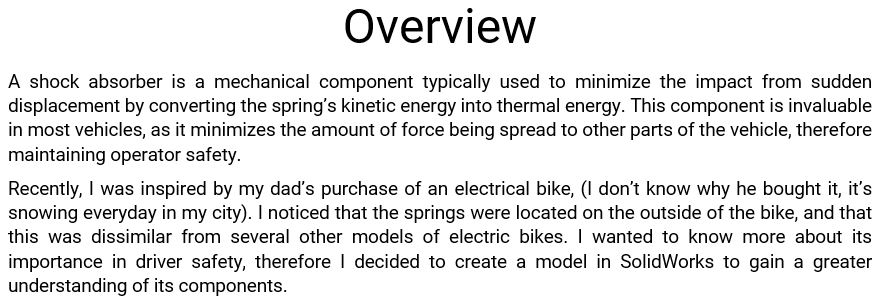 Overview
A shock absorber is a mechanical component typically used to minimize the impact from sudden
displacement by converting the spring’s kinetic energy into thermal energy. This component is invaluable
in most vehicles, as it minimizes the amount of force being spread to other parts of the vehicle, therefore
maintaining operator safety.
Recently, I was inspired by my dad’s purchase of an electrical bike, (I don’t know why he bought it, it’s
snowing everyday in my city). I noticed that the springs were located on the outside of the bike, and that
this was dissimilar from several other models of electric bikes. I wanted to know more about its
importance in driver safety, therefore I decided to create a model in SolidWorks to gain a greater
understanding of its components.